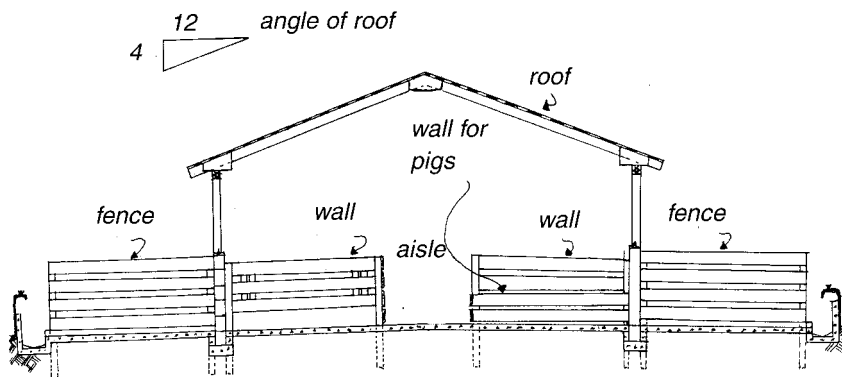 12
angle of roof
4
roof
wall for
pigs
fence
wall
aisle
wall
fence